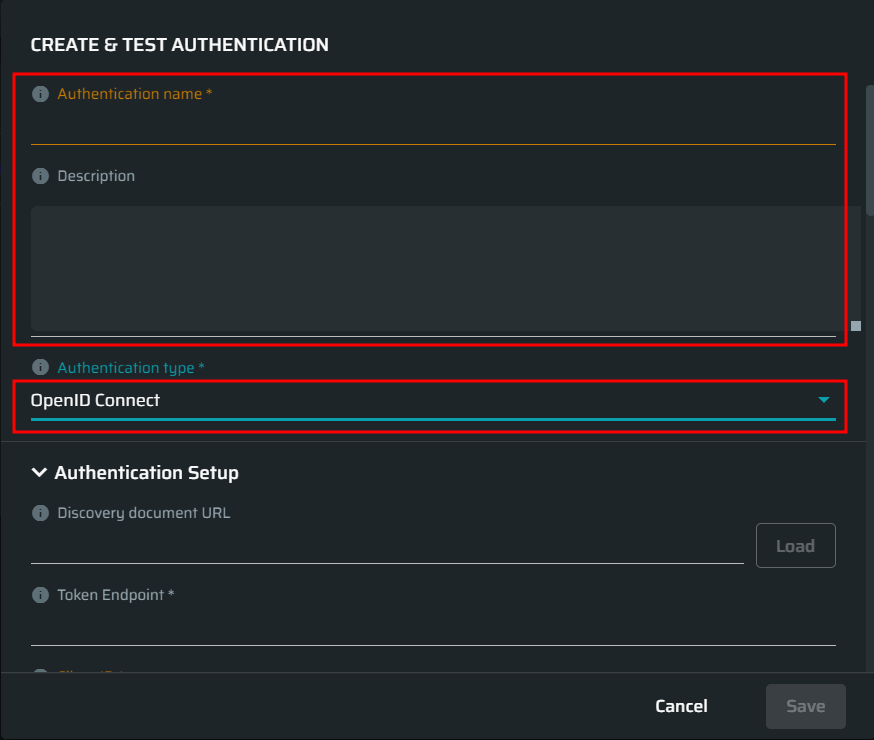 CREATE & TEST AUTHENTICATION
Authentication name *
Description
Authentication type *
OpenID Connect
Authentication Setup
Discovery document URL
Load
Token Endpoint *
Cancel
Save